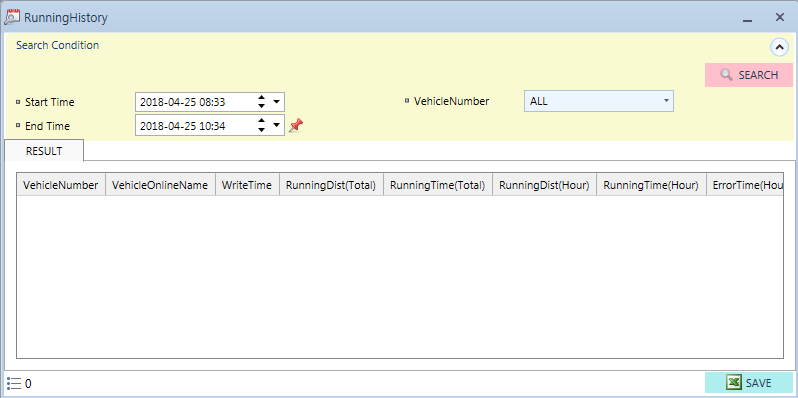 RunningHistory
Search Condition
SEARCH
Start Time 2018-04-25 08:33 VehicleNumber ALL
End Time 2018-04-25 10:34
RESULT
VehicleNumber VehicleOnlineName WriteTime RunningDist(Total) RunningTime(Total) RunningDist(Hour) RunningTime(Hour) ErrorTime(Hou
0 SAVE